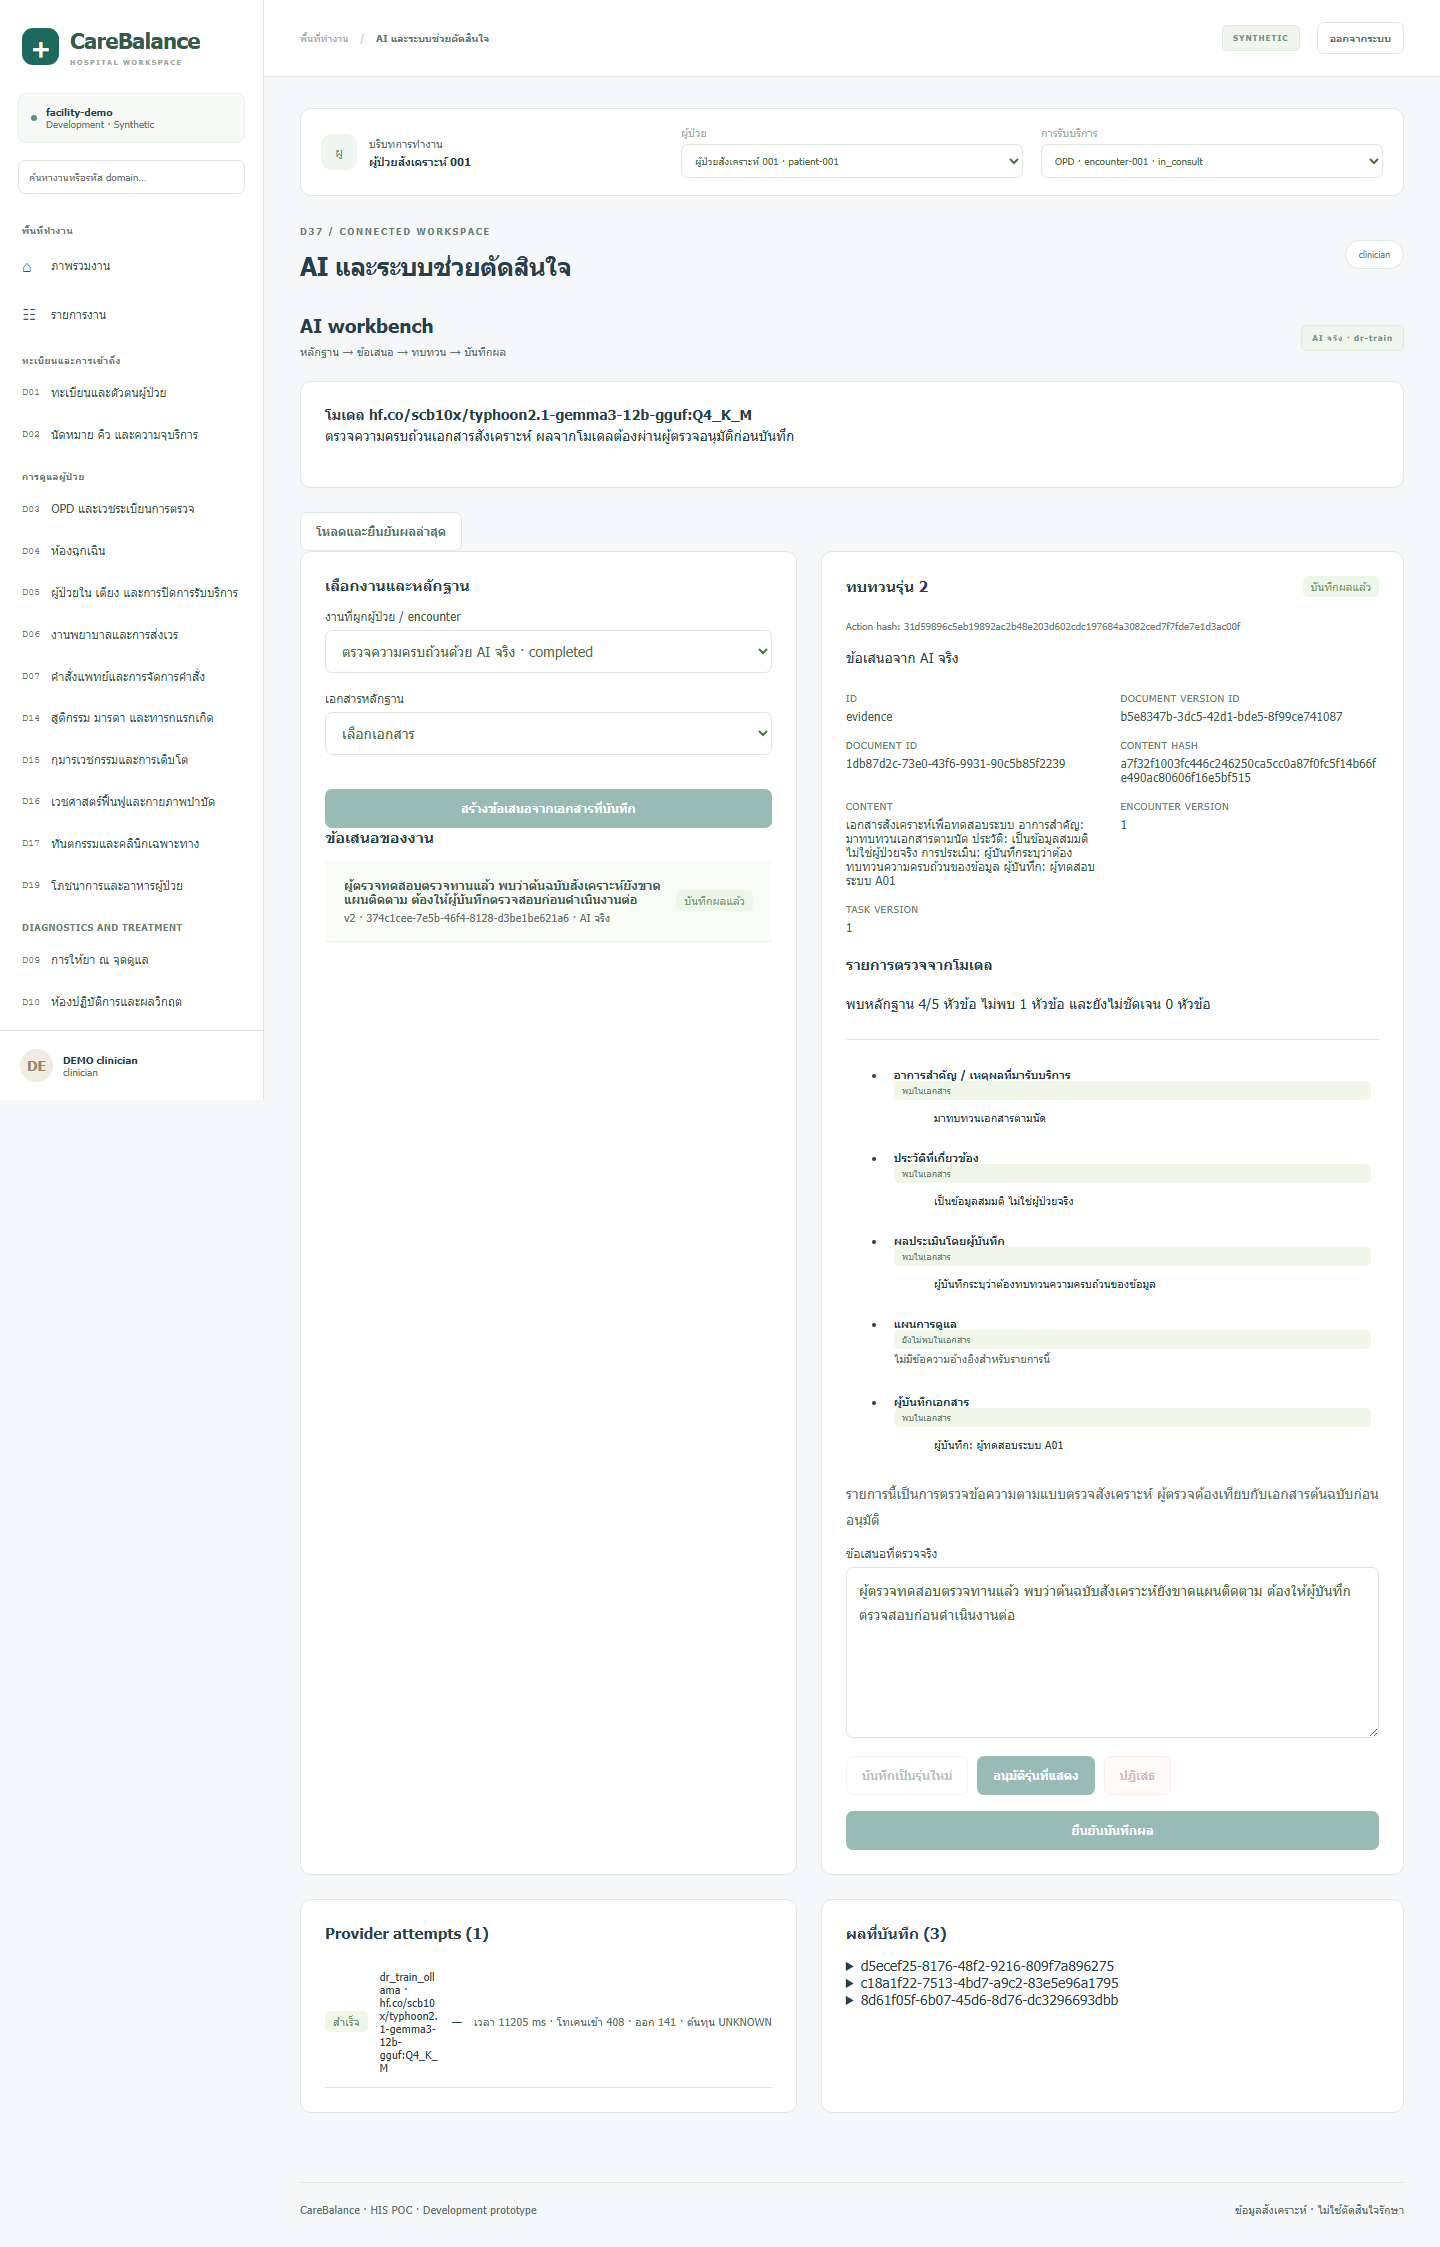 CareBalance
HOSPITAL WORKSPACE
facility-demo
Development · Synthetic
ค้นหางานหรือรหัส domain...
พื้นที่ทำงาน
ภาพรวมงาน
รายการงาน
ทะเบียนและการเข้าถึง
D01 ทะเบียนและตัวตนผู้ป่วย
D02 นัดหมาย คิว และความจุบริการ
การดูแลผู้ป่วย
D03 OPD และเวชระเบียนการตรวจ
D04 ห้องฉุกเฉิน
D05 ผู้ป่วยใน เตียง และการปิดการรับบริการ
D06 งานพยาบาลและการส่งเวร
D07 คำสั่งแพทย์และการจัดการคำสั่ง
D14 สูติกรรม มารดา และทารกแรกเกิด
D15 กุมารเวชกรรมและการเติบโต
D16 เวชศาสตร์ฟื้นฟูและกายภาพบำบัด
D17 ทันตกรรมและคลินิกเฉพาะทาง
D19 โภชนาการและอาหารผู้ป่วย
DIAGNOSTICS AND TREATMENT
D09 การให้ยา ณ จุดดูแล
D10 ห้องปฏิบัติการและผลวิกฤต
DE
DEMO clinician
clinician
พื้นที่ทำงาน / AI และระบบช่วยตัดสินใจ
SYNTHETIC
ออกจากระบบ
ผู้
บริบทการทำงาน
ผู้ป่วยสังเคราะห์ 001
ผู้ป่วย
ผู้ป่วยสังเคราะห์ 001 · patient-001
การรับบริการ
OPD · encounter-001 · in_consult
D37 / CONNECTED WORKSPACE
AI และระบบช่วยตัดสินใจ
clinician
AI workbench
หลักฐาน → ข้อเสนอ → ทบทวน → บันทึกผล
AI จริง · dr-train
โมเดล hf.co/scb10x/typhoon2.1-gemma3-12b-gguf:Q4_K_M
ตรวจความครบถ้วนเอกสารสังเคราะห์ ผลจากโมเดลต้องผ่านผู้ตรวจอนุมัติก่อนบันทึก
โหลดและยืนยันผลล่าสุด
เลือกงานและหลักฐาน
งานที่ผูกผู้ป่วย / encounter
ตรวจความครบถ้วนด้วย AI จริง · completed
เอกสารหลักฐาน
เลือกเอกสาร
สร้างข้อเสนอจากเอกสารที่บันทึก
ข้อเสนอของงาน
ผู้ตรวจทดสอบตรวจทานแล้ว พบว่าต้นฉบับสังเคราะห์ยังขาด
แผนติดตาม ต้องให้ผู้บันทึกตรวจสอบก่อนดำเนินงานต่อ
v2 · 374c1cee-7e5b-46f4-8128-d3be1be621a6 · AI จริง
บันทึกผลแล้ว
ทบทวนรุ่น 2
บันทึกผลแล้ว
Action hash: 31d59896c5eb19892ac2b48e203d602cdc197684a3082ced7f7fde7e1d3ac00f
ข้อเสนอจาก AI จริง
ID
evidence
DOCUMENT VERSION ID
b5e8347b-3dc5-42d1-bde5-8f99ce741087
DOCUMENT ID
1db87d2c-73e0-43f6-9931-90c5b85f2239
CONTENT HASH
a7f32f1003fc446c246250ca5cc0a87f0fc5f14b66f
e490ac80606f16e5bf515
CONTENT
เอกสารสังเคราะห์เพื่อทดสอบระบบ อาการสำคัญ:
มาทบทวนเอกสารตามนัด ประวัติ: เป็นข้อมูลสมมติ
ไม่ใช่ผู้ป่วยจริง การประเมิน: ผู้บันทึกระบุว่าต้อง
ทบทวนความครบถ้วนของข้อมูล ผู้บันทึก: ผู้ทดสอบ
ระบบ A01
ENCOUNTER VERSION
1
TASK VERSION
1
รายการตรวจจากโมเดล
พบหลักฐาน 4/5 หัวข้อ ไม่พบ 1 หัวข้อ และยังไม่ชัดเจน 0 หัวข้อ
อาการสำคัญ / เหตุผลที่มารับบริการ
พบในเอกสาร
มาทบทวนเอกสารตามนัด
ประวัติที่เกี่ยวข้อง
พบในเอกสาร
เป็นข้อมูลสมมติ ไม่ใช่ผู้ป่วยจริง
ผลประเมินโดยผู้บันทึก
พบในเอกสาร
ผู้บันทึกระบุว่าต้องทบทวนความครบถ้วนของข้อมูล
แผนการดูแล
ยังไม่พบในเอกสาร
ไม่มีข้อความอ้างอิงสำหรับรายการนี้
ผู้บันทึกเอกสาร
พบในเอกสาร
ผู้บันทึก: ผู้ทดสอบระบบ A01
รายการนี้เป็นการตรวจข้อความตามแบบตรวจสังเคราะห์ ผู้ตรวจต้องเทียบกับเอกสารต้นฉบับก่อน
อนุมัติ
ข้อเสนอที่ตรวจจริง
ผู้ตรวจทดสอบตรวจทานแล้ว พบว่าต้นฉบับสังเคราะห์ยังขาดแผนติดตาม ต้องให้ผู้บันทึก
ตรวจสอบก่อนดำเนินงานต่อ
บันทึกเป็นรุ่นใหม่
อนุมัติรุ่นที่แสดง
ปฏิเสธ
ยืนยันบันทึกผล
Provider attempts (1)
สำเร็จ
dr_train_oll
ama ·
hf.co/scb10
x/typhoon2.
1-gemma3-
12b-
gguf:Q4_K_
M
— เวลา 11205 ms · โทเคนเข้า 408 · ออก 141 · ต้นทุน UNKNOWN
ผลที่บันทึก (3)
d5ecef25-8176-48f2-9216-809f7a896275
c18a1f22-7513-4bd7-a9c2-83e5e96a1795
8d61f05f-6b07-45d6-8d76-dc3296693dbb
CareBalance · HIS POC · Development prototype
ข้อมูลสังเคราะห์ · ไม่ใช้ตัดสินใจรักษา